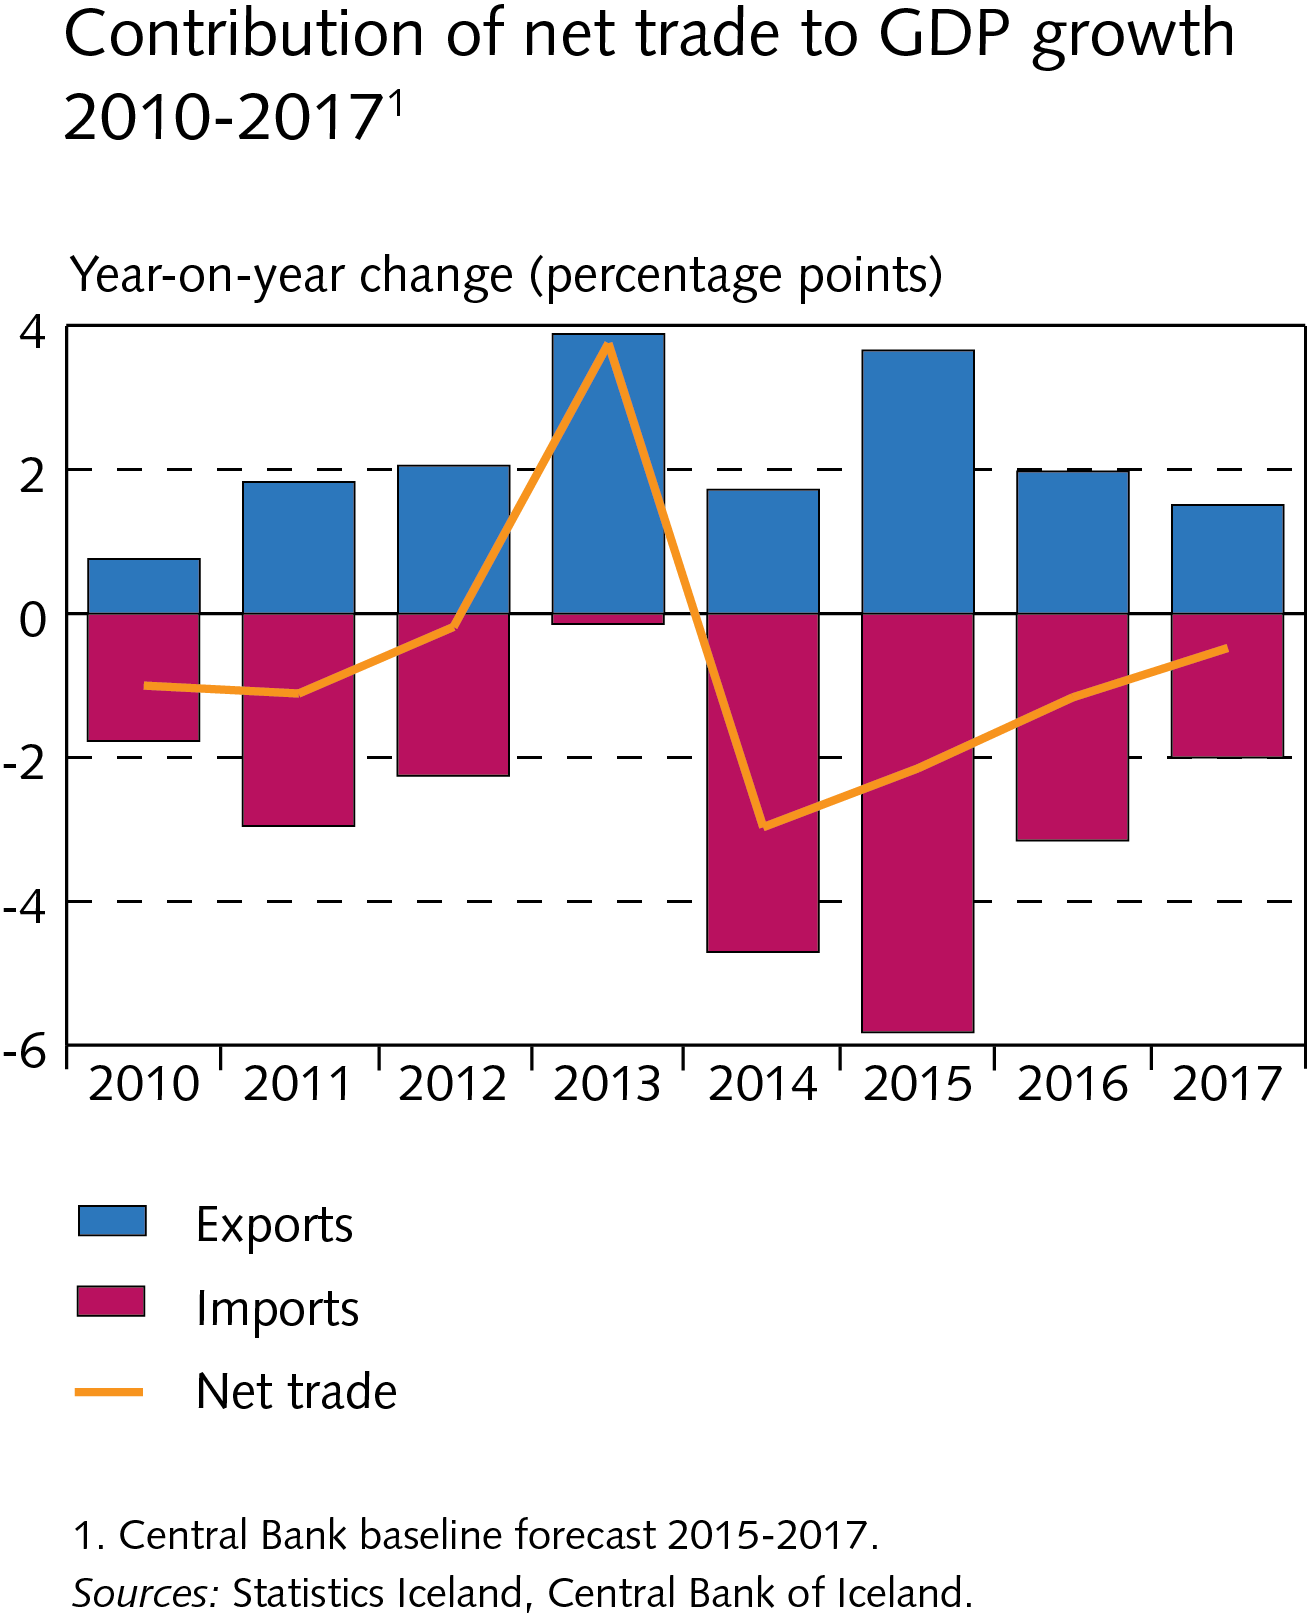 Contribution of net trade to GDP growth
2010-2017¹
Year-on-year change (percentage points)
4
2
0
-2
-4
-6
2010 2011 2012 2013 2014 2015 2016 2017
Exports
Imports
Net trade
1. Central Bank baseline forecast 2015-2017.
Sources: Statistics Iceland, Central Bank of Iceland.